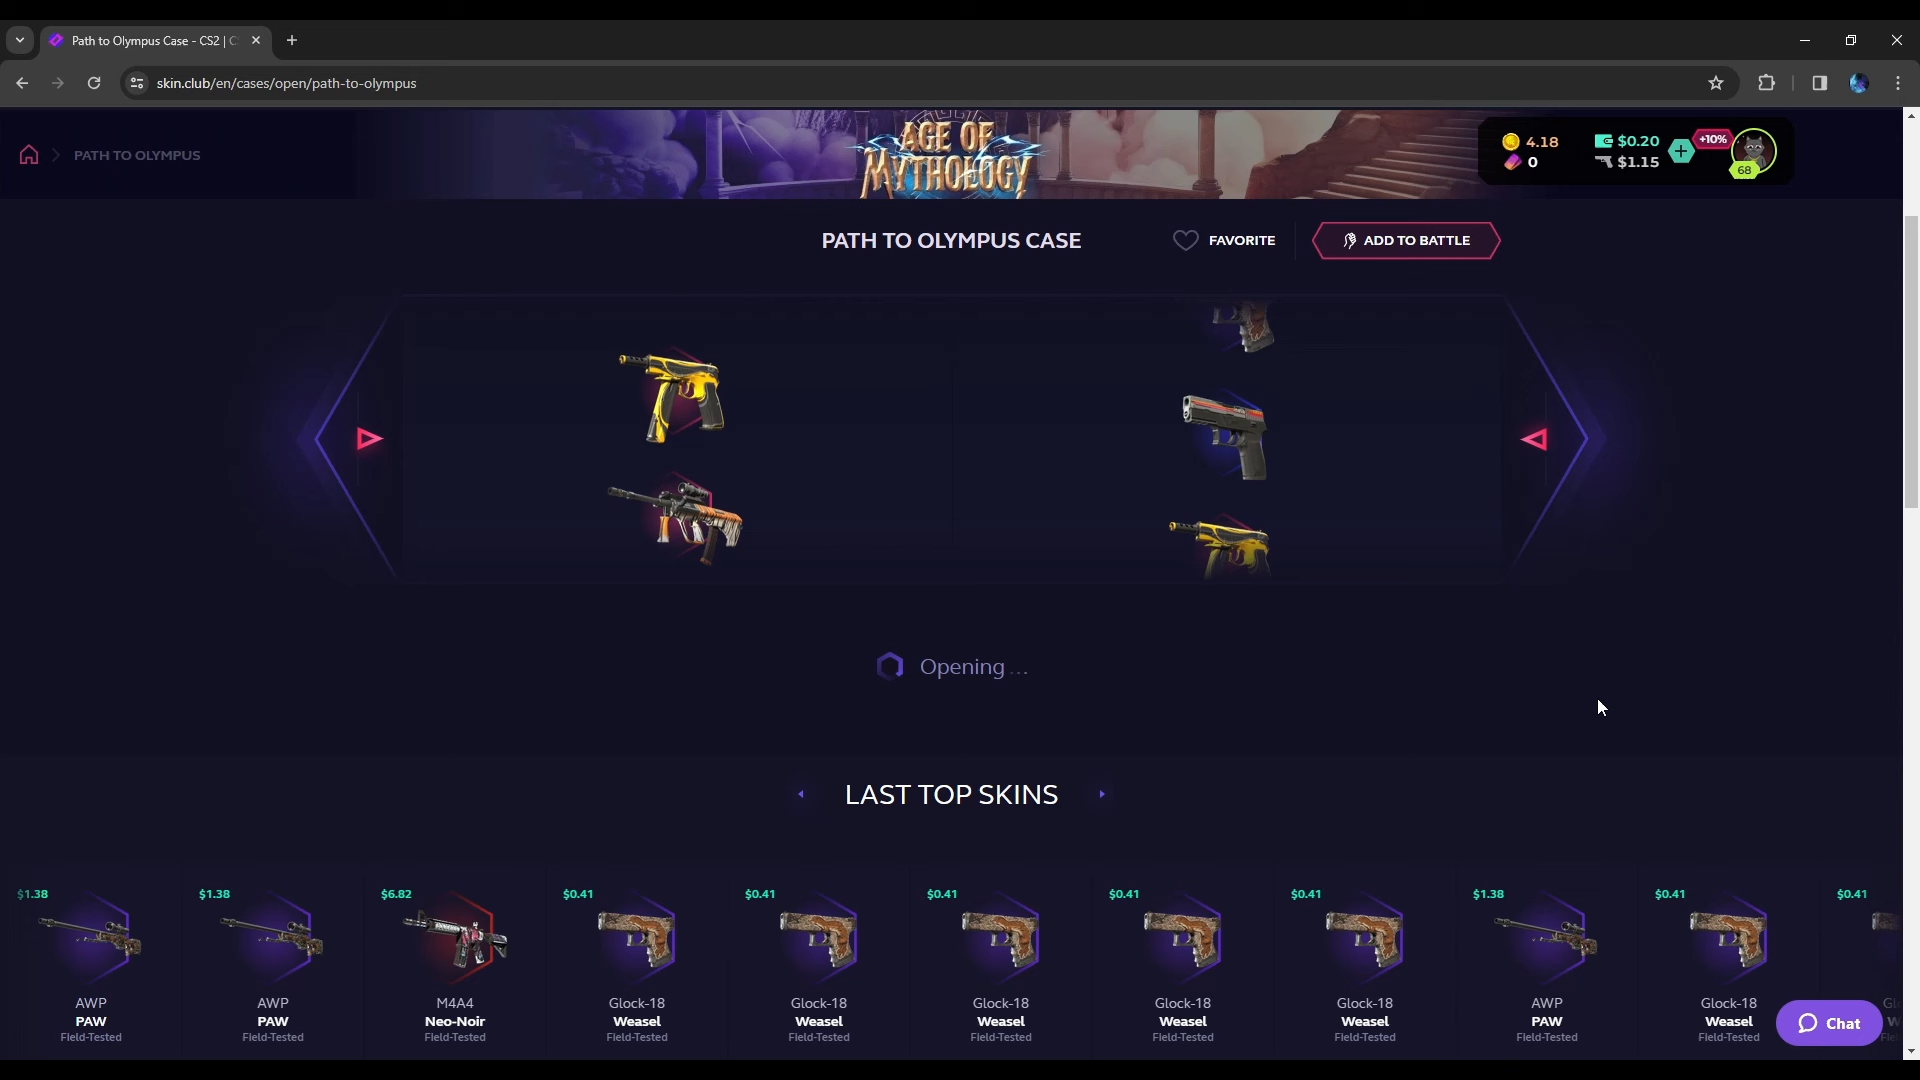 Path to Olympus Case - CS2 | C
skin.club/en/cases/open/path-to-olympus
PATH TO OLYMPUS
AGE OF
MYTHOLOGY
4.18
$0.20
+10%
0
$1.15
68
PATH TO OLYMPUS CASE
FAVORITE
ADD TO BATTLE
Opening ...
LAST TOP SKINS
$1.38
$1.38
$6.82
$0.41
$0.41
$0.41
$0.41
$0.41
$1.38
$0.41
$0.41
AWP
PAW
Field-Tested
AWP
PAW
Field-Tested
M4A4
Neo-Noir
Field-Tested
Glock-18
Weasel
Field-Tested
Glock-18
Weasel
Field-Tested
Glock-18
Weasel
Field-Tested
Glock-18
Weasel
Field-Tested
Glock-18
Weasel
Field-Tested
AWP
PAW
Field-Tested
Glock-18
Weasel
Field-Tested
Chat